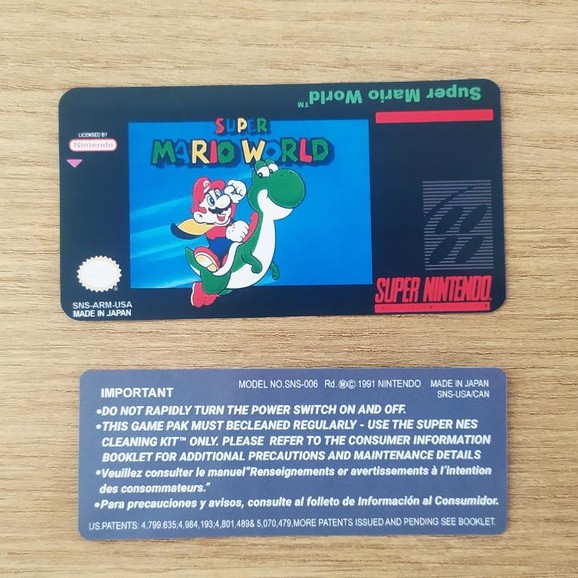 Super Mario World™
LICENSED BY
Nintendo
SUPER
MARIO WORLD
SNS-ARM-USA
MADE IN JAPAN
SUPER NINTENDO
MODEL NO.SNS-006 Rd.ⓂⒸ 1991 NINTENDO MADE IN JAPAN
IMPORTANT SNS-USA/CAN
•DO NOT RAPIDLY TURN THE POWER SWITCH ON AND OFF.
•THIS GAME PAK MUST BECLEANED REGULARLY - USE THE SUPER NES
CLEANING KIT™ ONLY. PLEASE REFER TO THE CONSUMER INFORMATION
BOOKLET FOR ADDITIONAL PRECAUTIONS AND MAINTENANCE DETAILS
•Veuillez consulter le manuel"Renseignements er avertissements à l'intention
des consommateurs."
•Para precauciones y avisos, consulte al folleto de Información al Consumidor.
US.PATENTS: 4,799.635;4,984,193;4,801,489& 5,070,479,MORE PATENTS ISSUED AND PENDING SEE BOOKLET.